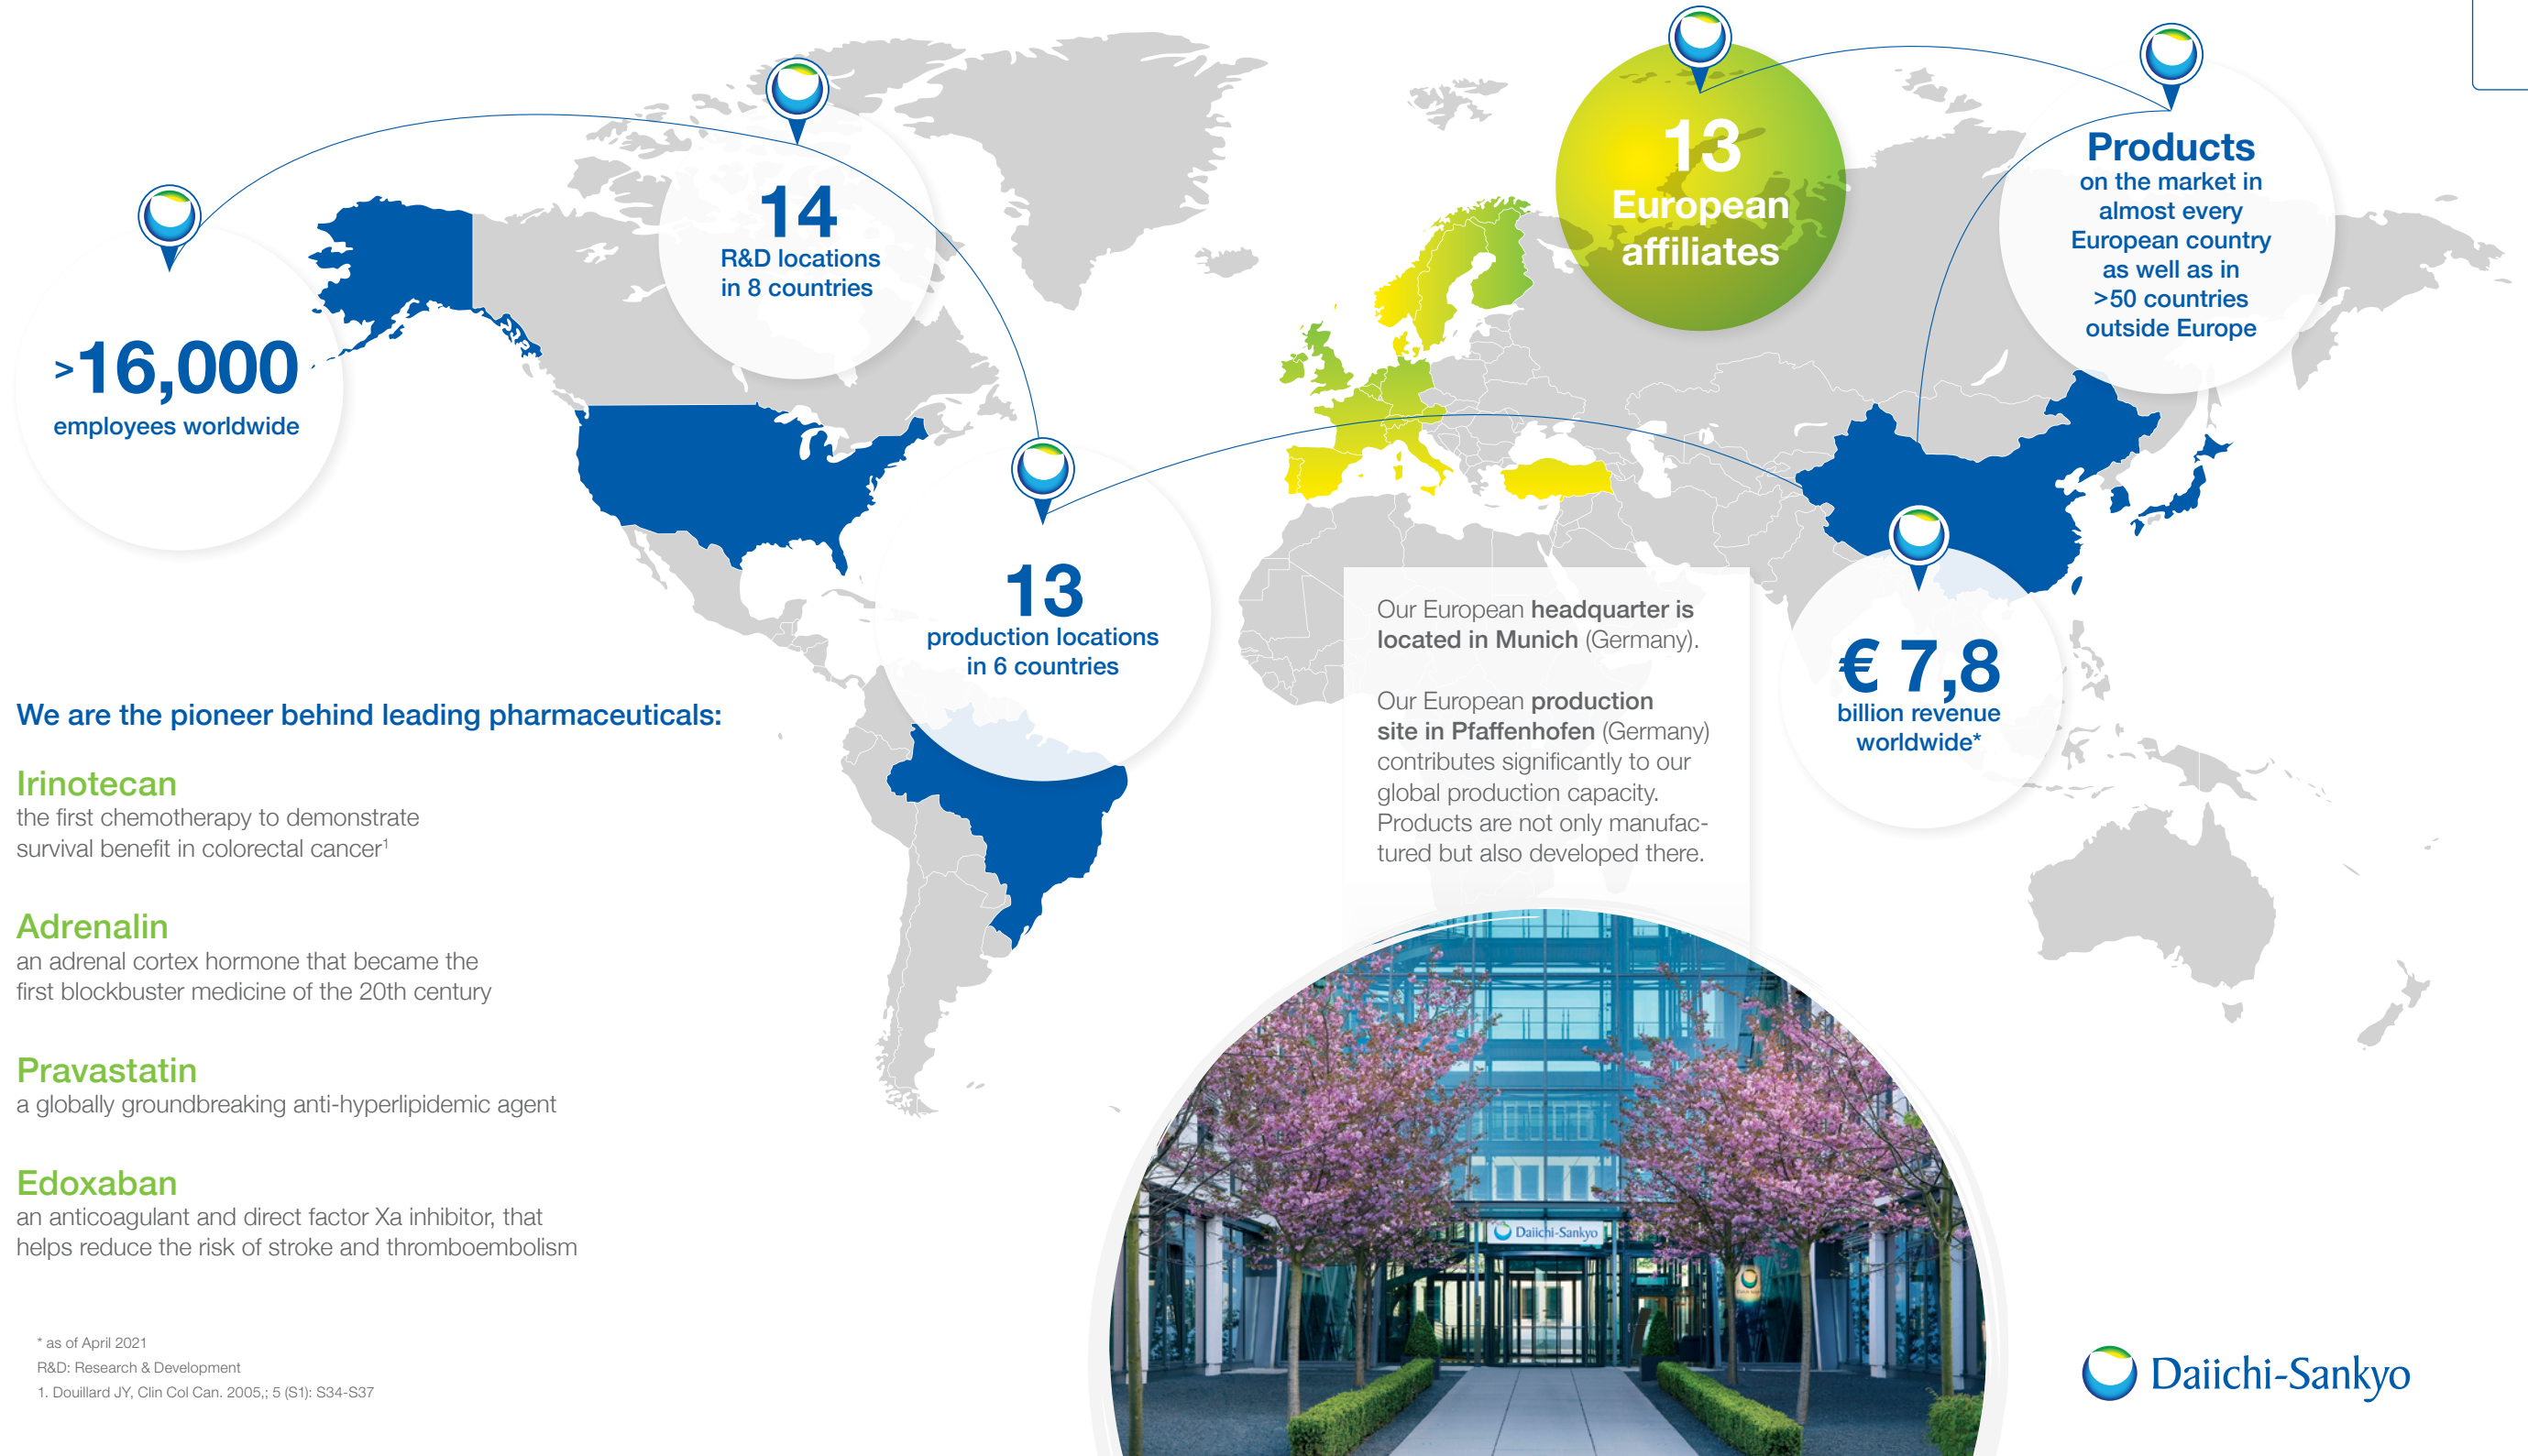 >16,000
employees worldwide
14
R&D locations
in 8 countries
13
production locations
in 6 countries
13
European
affiliates
Products
on the market in
almost every
European country
as well as in
>50 countries
outside Europe
€ 7,8
billion revenue
worldwide*
Our European headquarter is
located in Munich (Germany).
Our European production
site in Pfaffenhofen (Germany)
contributes significantly to our
global production capacity.
Products are not only manufac-
tured but also developed there.
We are the pioneer behind leading pharmaceuticals:
Irinotecan
the first chemotherapy to demonstrate
survival benefit in colorectal cancer¹
Adrenalin
an adrenal cortex hormone that became the
first blockbuster medicine of the 20th century
Pravastatin
a globally groundbreaking anti-hyperlipidemic agent
Edoxaban
an anticoagulant and direct factor Xa inhibitor, that
helps reduce the risk of stroke and thromboembolism
* as of April 2021
R&D: Research & Development
1. Douillard JY, Clin Col Can. 2005,; 5 (S1): S34-S37
Daiichi-Sankyo
Daiichi-Sankyo